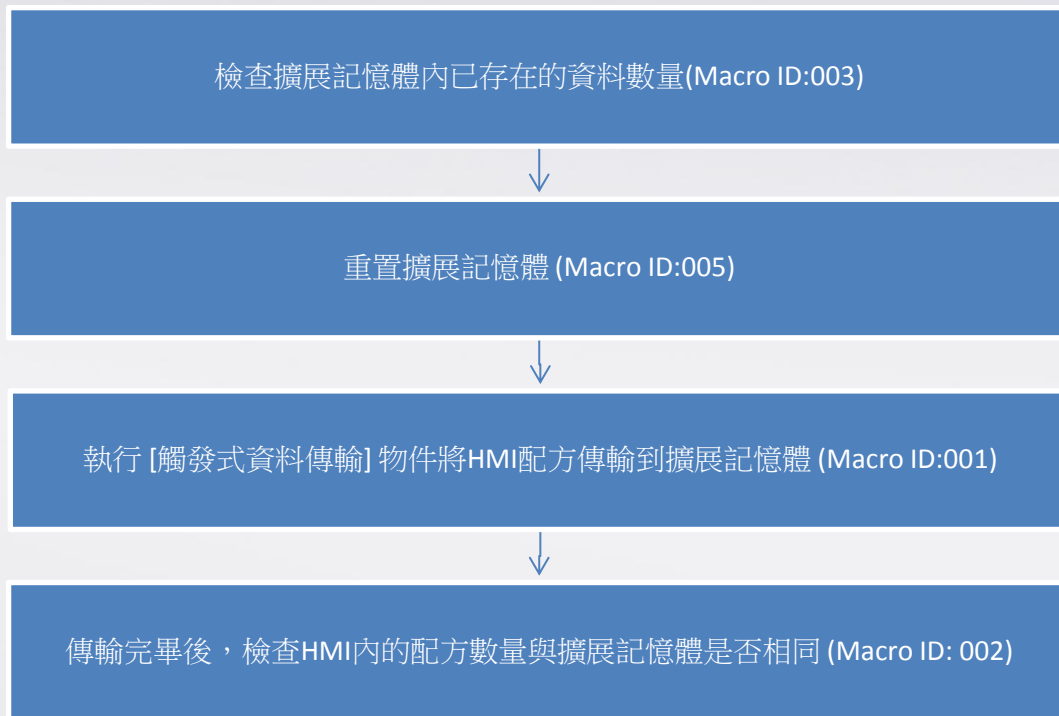 檢查擴展記憶體內已存在的資料數量(Macro ID:003)
重置擴展記憶體 (Macro ID:005)
執行 [觸發式資料傳輸] 物件將HMI配方傳輸到擴展記憶體 (Macro ID:001)
傳輸完畢後，檢查HMI內的配方數量與擴展記憶體是否相同 (Macro ID: 002)